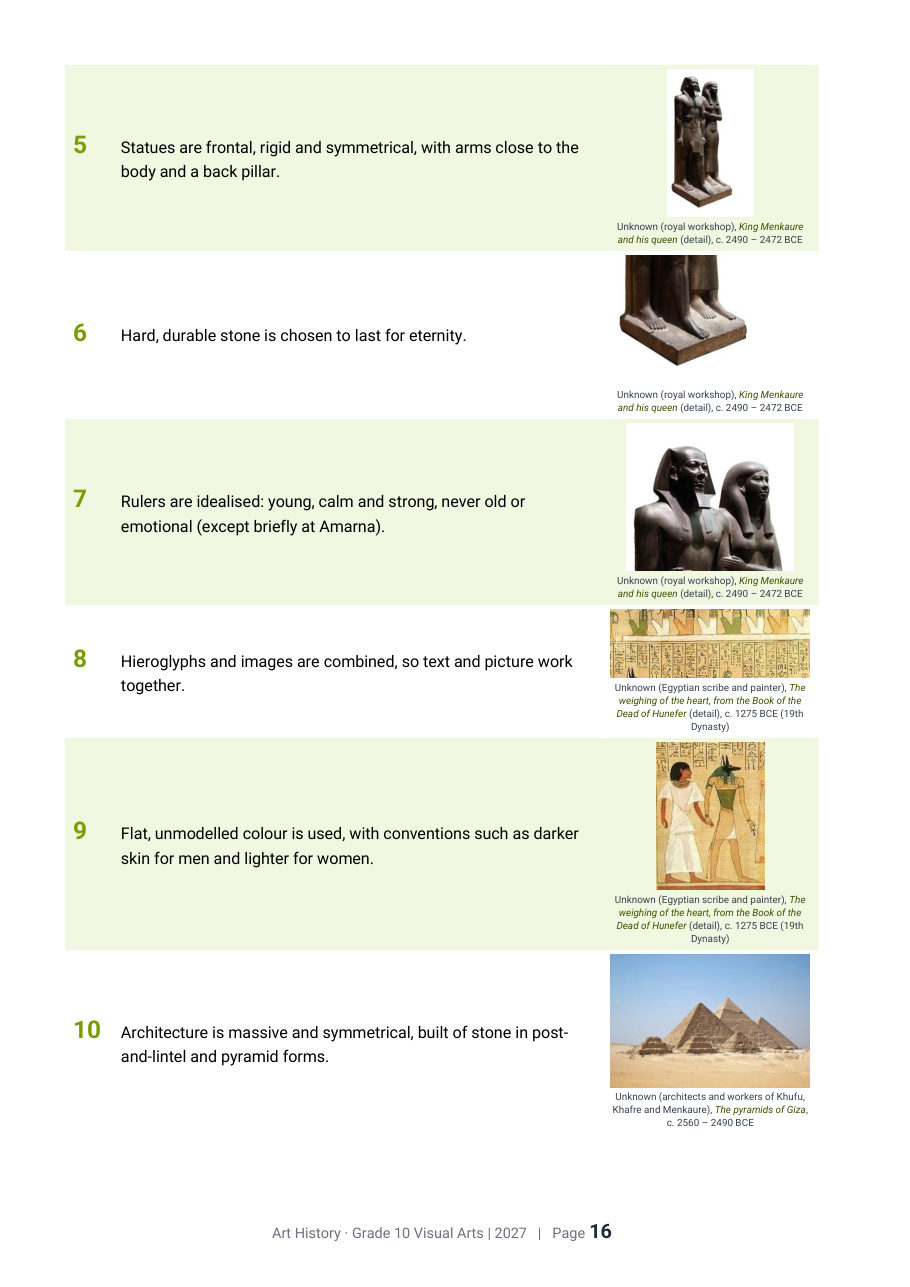 5
Statues are frontal, rigid and symmetrical, with arms close to the
body and a back pillar.
Unknown (royal workshop), King Menkaure
and his queen (detail), c. 2490 – 2472 BCE
6
Hard, durable stone is chosen to last for eternity.
Unknown (royal workshop), King Menkaure
and his queen (detail), c. 2490 – 2472 BCE
7
Rulers are idealised: young, calm and strong, never old or
emotional (except briefly at Amarna).
Unknown (royal workshop), King Menkaure
and his queen (detail), c. 2490 – 2472 BCE
8
Hieroglyphs and images are combined, so text and picture work
together.
Unknown (Egyptian scribe and painter), The
weighing of the heart, from the Book of the
Dead of Hunefer (detail), c. 1275 BCE (19th
Dynasty)
9
Flat, unmodelled colour is used, with conventions such as darker
skin for men and lighter for women.
Unknown (Egyptian scribe and painter), The
weighing of the heart, from the Book of the
Dead of Hunefer (detail), c. 1275 BCE (19th
Dynasty)
10
Architecture is massive and symmetrical, built of stone in post-
and-lintel and pyramid forms.
Unknown (architects and workers of Khufu,
Khafre and Menkaure), The pyramids of Giza,
c. 2560 – 2490 BCE
Art History · Grade 10 Visual Arts | 2027 | Page 16